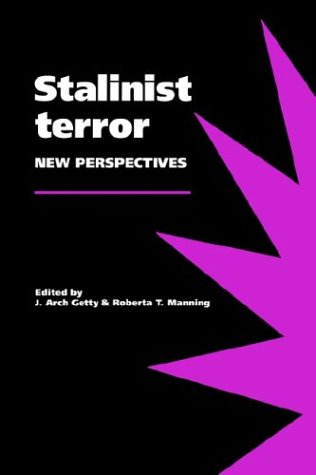 Stalinist
terror
NEW PERSPECTIVES
Edited by
J. Arch Getty & Roberta T. Manning